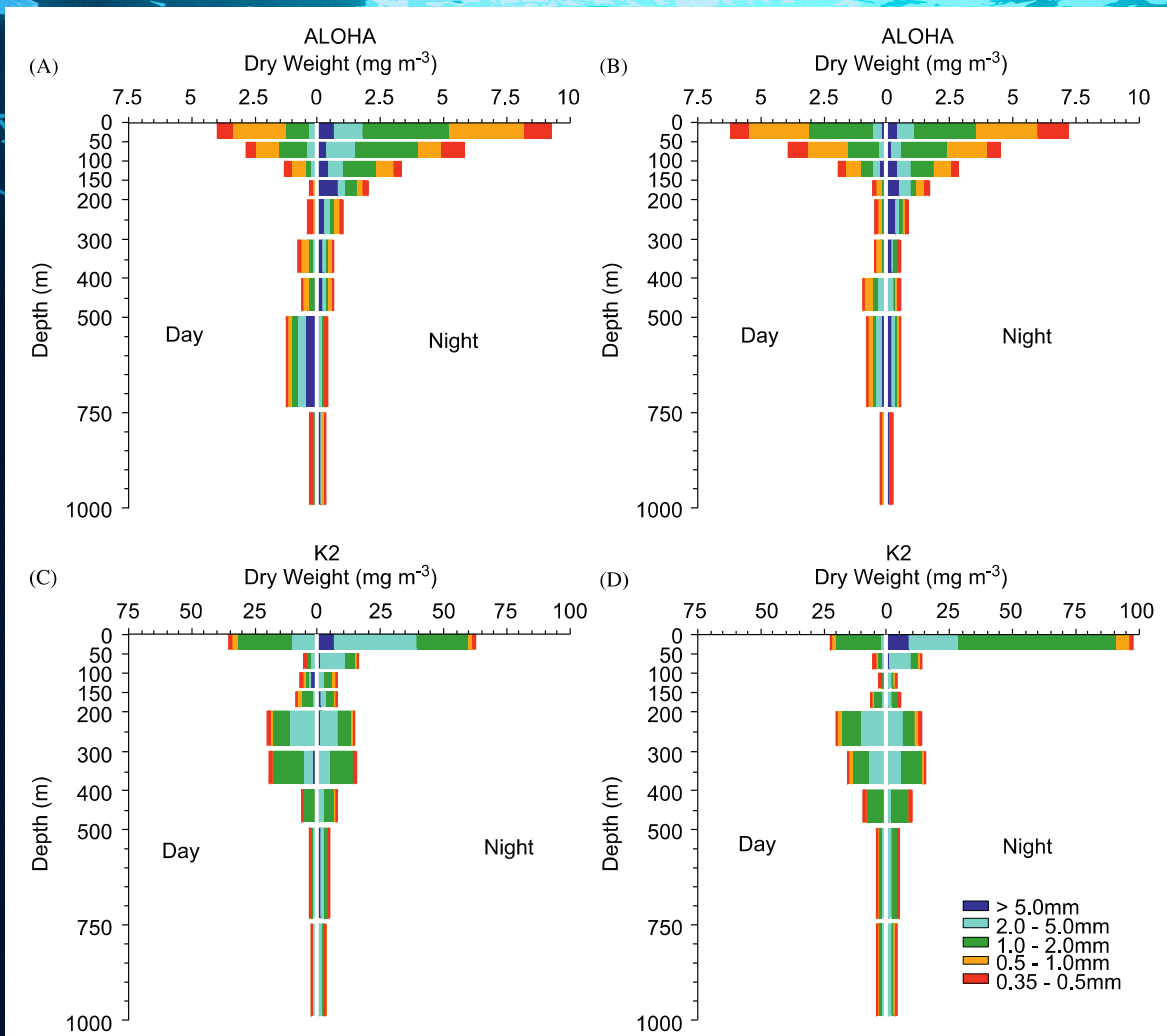 (A)
ALOHA
Dry Weight (mg m-3)
7.5 5 2.5 0 2.5 5 7.5 10
0
50
100
150
200
300
400
500
750
1000
Depth (m)
Day
Night
(B)
ALOHA
Dry Weight (mg m-3)
7.5 5 2.5 0 2.5 5 7.5 10
0
50
100
150
200
300
400
500
750
1000
Depth (m)
Day
Night
(C)
K2
Dry Weight (mg m-3)
75 50 25 0 25 50 75 100
0
50
100
150
200
300
400
500
750
1000
Depth (m)
Day
Night
(D)
K2
Dry Weight (mg m-3)
75 50 25 0 25 50 75 100
0
50
100
150
200
300
400
500
750
1000
Depth (m)
Day
Night
> 5.0mm
2.0 - 5.0mm
1.0 - 2.0mm
0.5 - 1.0mm
0.35 - 0.5mm